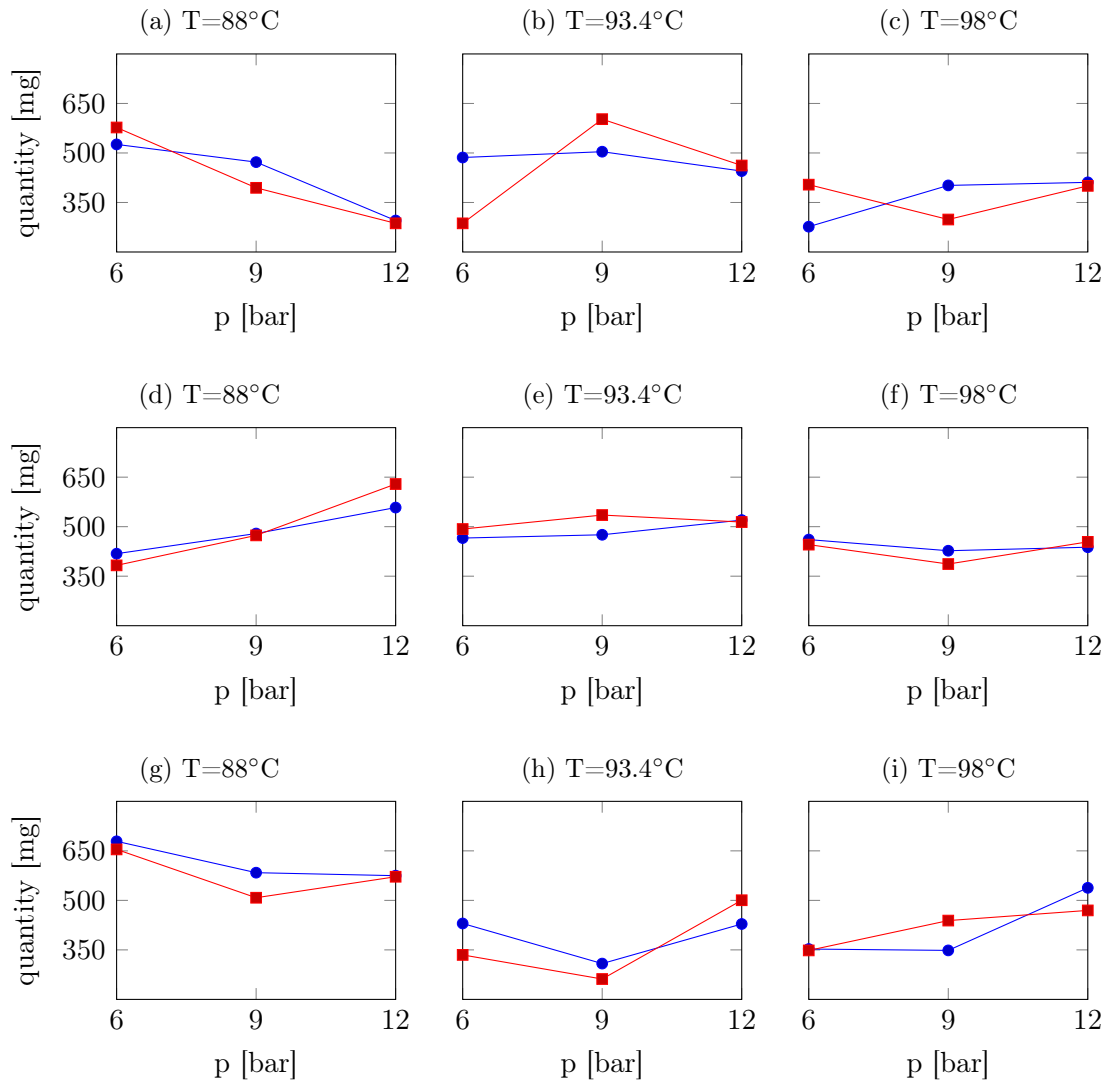 (a) T=88°C (b) T=93.4°C (c) T=98°C
quantity [mg]
650
500
350
6 9 12 6 9 12 6 9 12
p [bar] p [bar] p [bar]
(d) T=88°C (e) T=93.4°C (f) T=98°C
quantity [mg]
650
500
350
6 9 12 6 9 12 6 9 12
p [bar] p [bar] p [bar]
(g) T=88°C (h) T=93.4°C (i) T=98°C
quantity [mg]
650
500
350
6 9 12 6 9 12 6 9 12
p [bar] p [bar] p [bar]